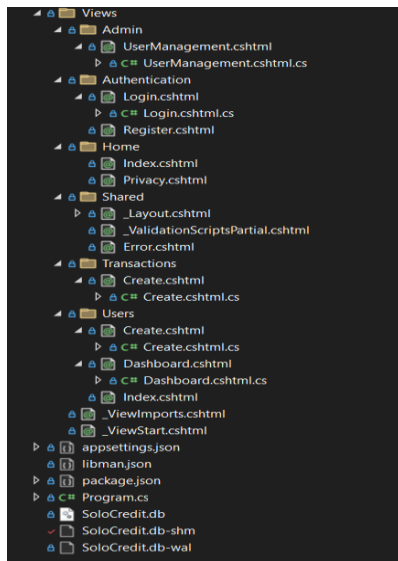 Views
Admin
UserManagement.cshtml
C# UserManagement.cshtml.cs
Authentication
Login.cshtml
C# Login.cshtml.cs
Register.cshtml
Home
Index.cshtml
Privacy.cshtml
Shared
_Layout.cshtml
_ValidationScriptsPartial.cshtml
Error.cshtml
Transactions
Create.cshtml
C# Create.cshtml.cs
Users
Create.cshtml
C# Create.cshtml.cs
Dashboard.cshtml
C# Dashboard.cshtml.cs
Index.cshtml
_ViewImports.cshtml
_ViewStart.cshtml
appsettings.json
libman.json
package.json
C# Program.cs
SoloCredit.db
SoloCredit.db-shm
SoloCredit.db-wal